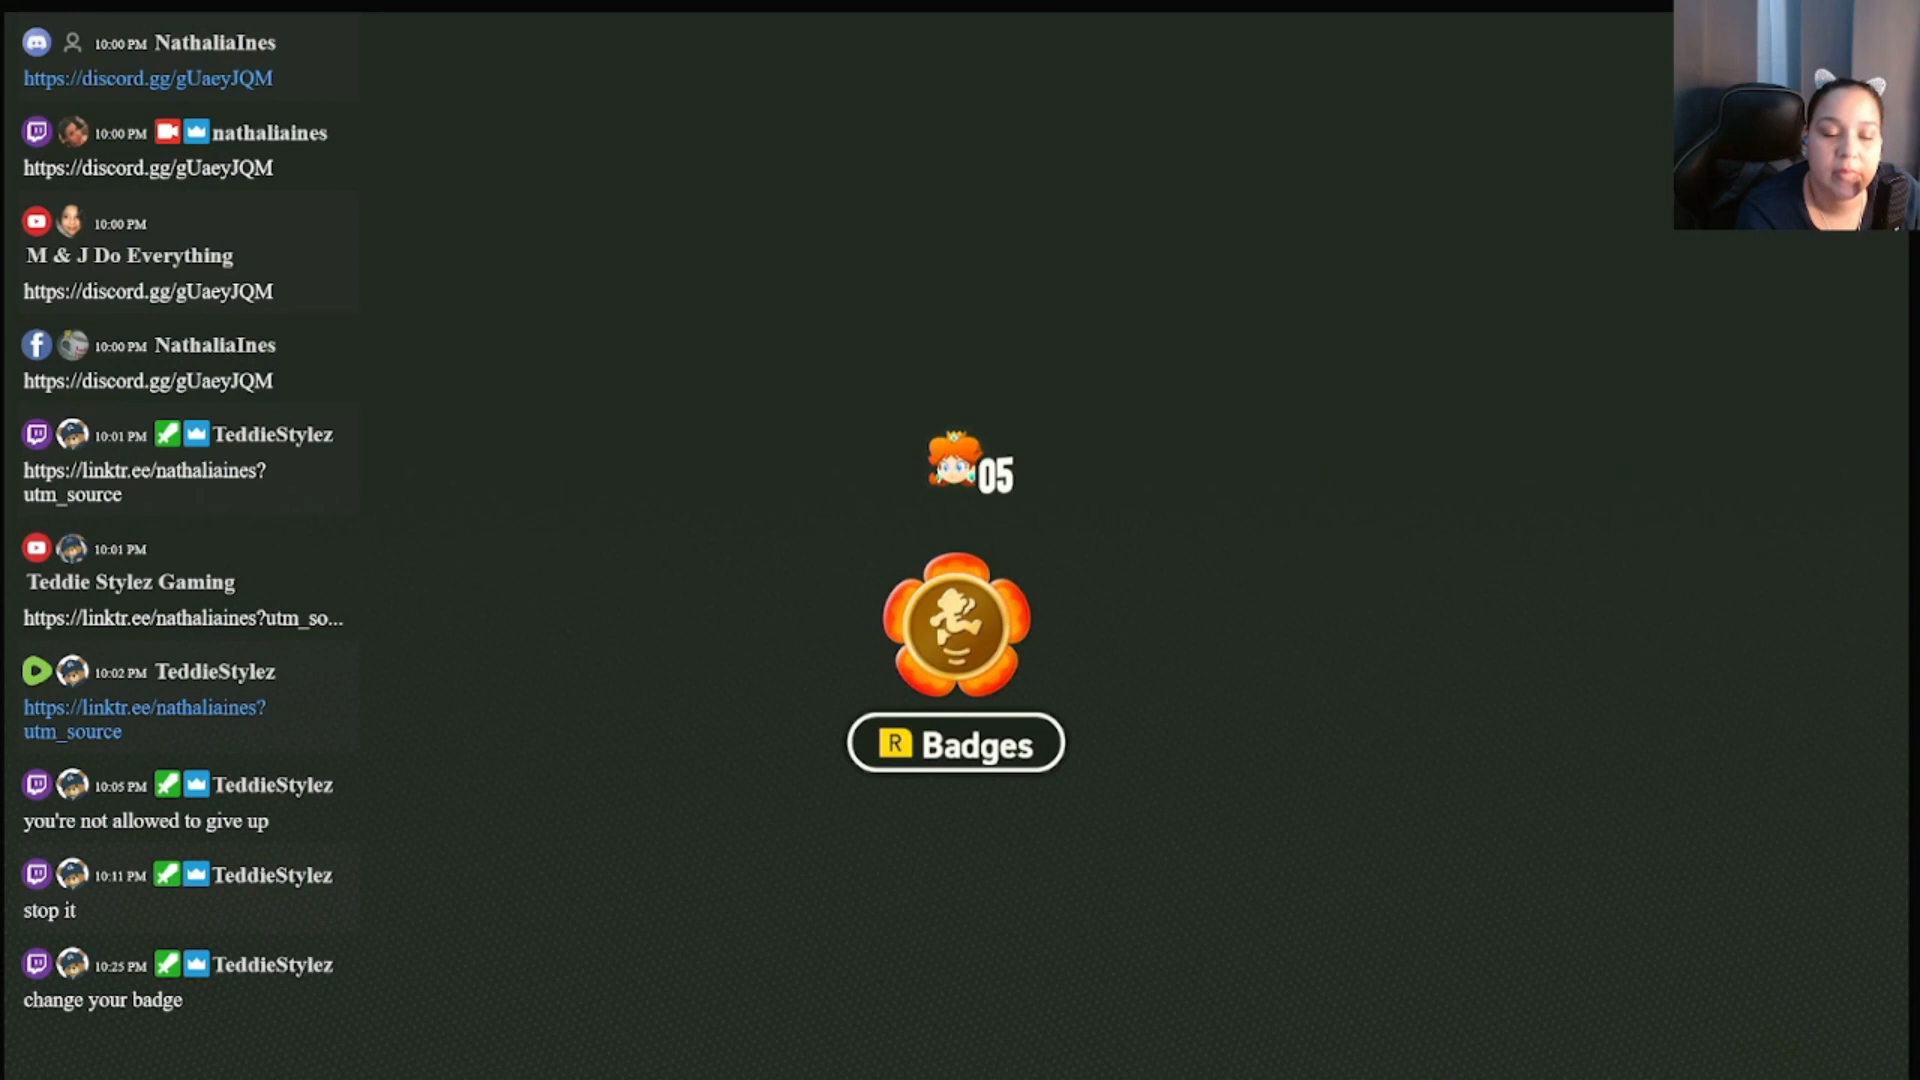 10:00 PM NathaliaInes
https://discord.gg/gUaeyJQM
10:00 PM nathaliaines
https://discord.gg/gUaeyJQM
10:00 PM
M & J Do Everything
https://discord.gg/gUaeyJQM
10:00 PM NathaliaInes
https://discord.gg/gUaeyJQM
10:01 PM TeddieStylez
https://linktr.ee/nathaliaines?
utm_source
10:01 PM
Teddie Stylez Gaming
https://linktr.ee/nathaliaines?utm_so...
10:02 PM TeddieStylez
https://linktr.ee/nathaliaines?
utm_source
10:05 PM TeddieStylez
you're not allowed to give up
10:11 PM TeddieStylez
stop it
10:25 PM TeddieStylez
change your badge
05
R Badges